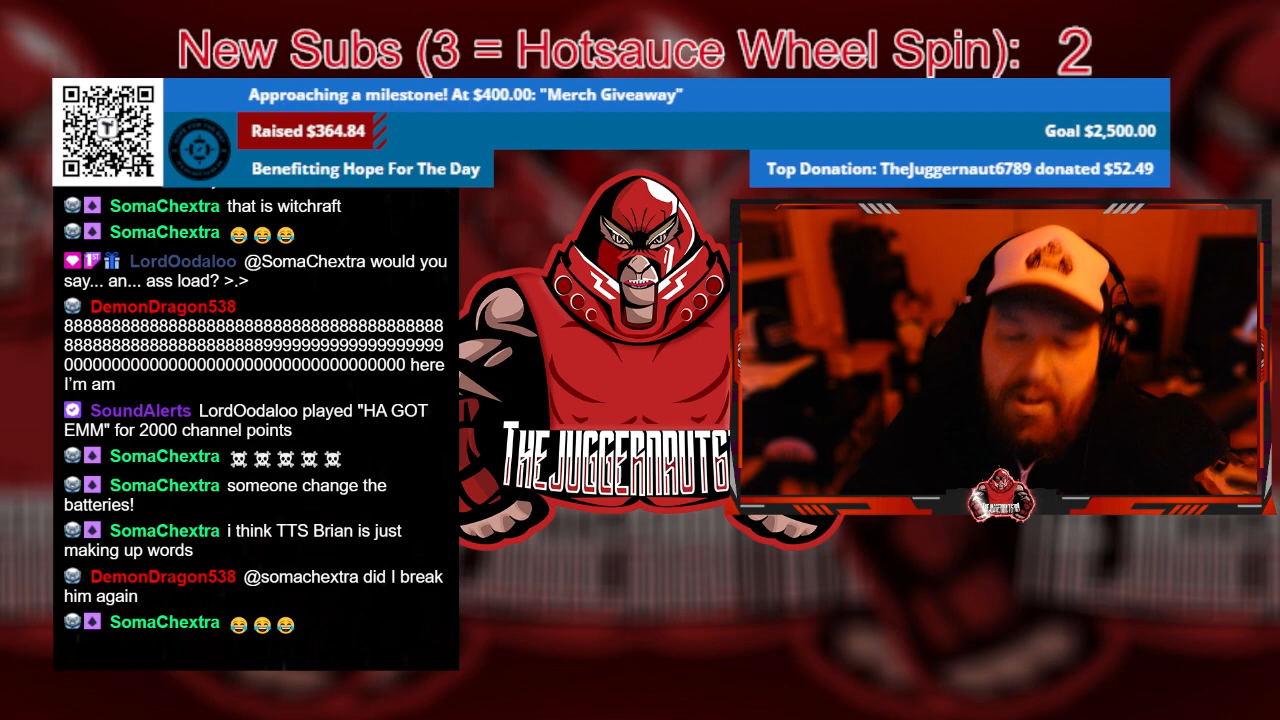 New Subs (3 = Hotsauce Wheel Spin): 2
Approaching a milestone! At $400.00: "Merch Giveaway"
Raised $364.84
Goal $2,500.00
Benefitting Hope For The Day
Top Donation: TheJuggernaut6789 donated $52.49
SomaChextra that is witchraft
SomaChextra 😂 😂 😂
LordOodaloo @SomaChextra would you
say... an... ass load? >.>
DemonDragon538
8888888888888888888888888888888888888888
8888888888888888888889999999999999999999
000000000000000000000000000000000000 here
I'm am
SoundAlerts LordOodaloo played "HA GOT
EMM" for 2000 channel points
SomaChextra ☠ ☠ ☠ ☠ ☠
SomaChextra someone change the
batteries!
SomaChextra i think TTS Brian is just
making up words
DemonDragon538 @somachextra did I break
him again
SomaChextra 😂 😂 😂
THEJUGGERNAUT6